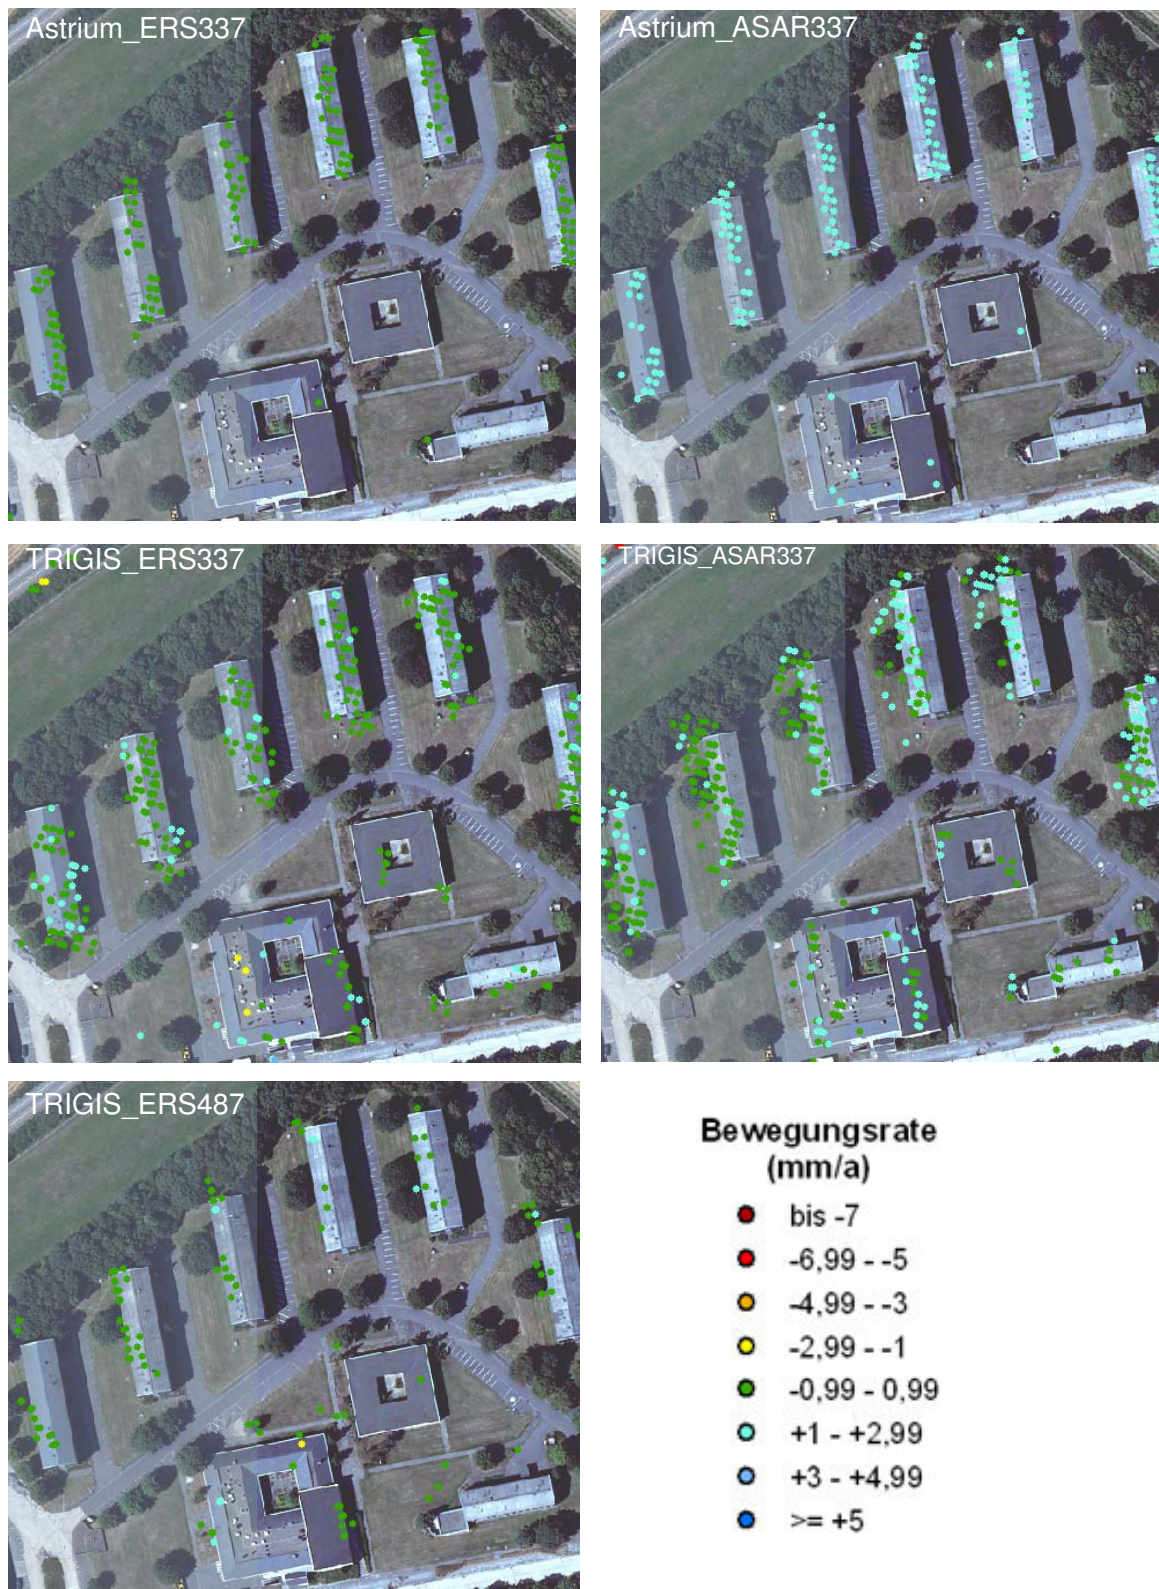 Astrium_ERS337
Astrium_ASAR337
TRIGIS_ERS337
TRIGIS_ASAR337
TRIGIS_ERS487
Bewegungsrate
(mm/a)
bis -7
-6,99 - -5
-4,99 - -3
-2,99 - -1
-0,99 - 0,99
+1 - +2,99
+3 - +4,99
>= +5